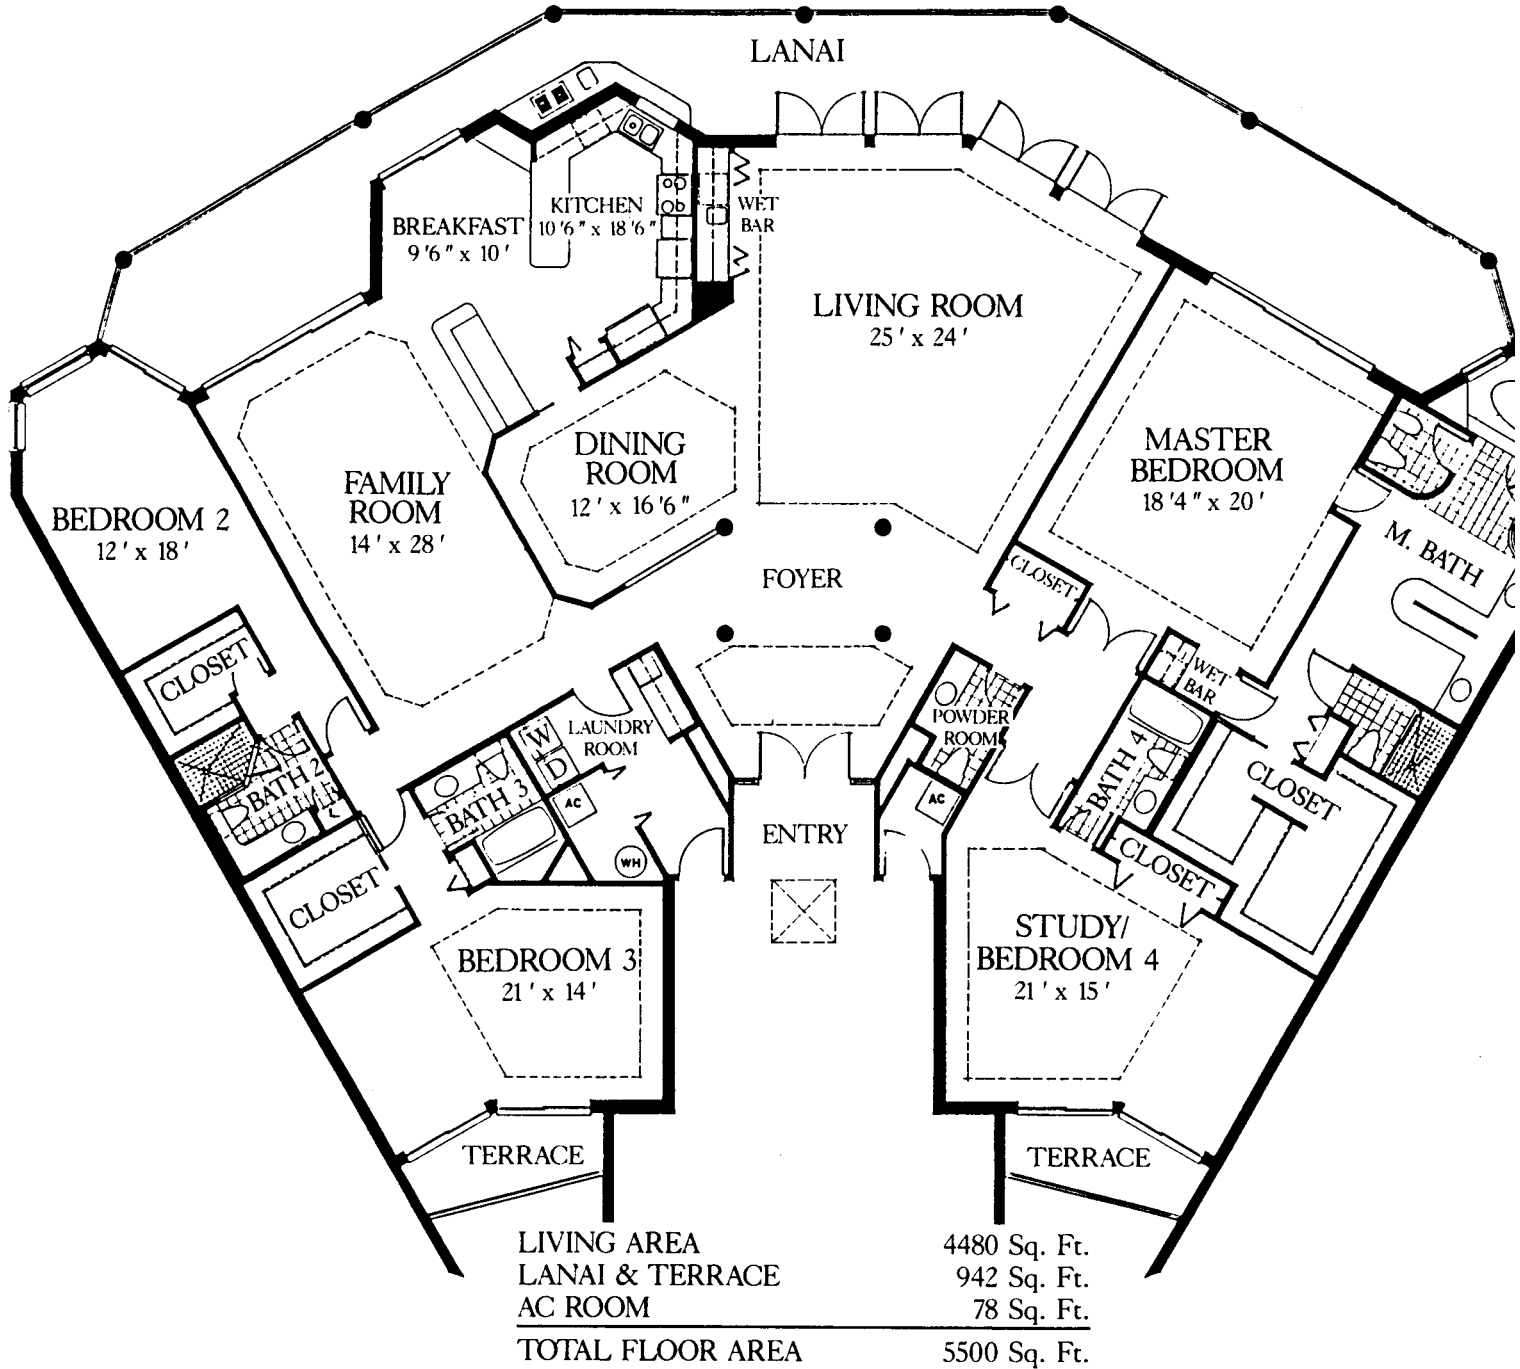 LANAI
KITCHEN
10'6" x 18'6"
WET
BAR
BREAKFAST
9'6" x 10'
LIVING ROOM
25' x 24'
DINING
ROOM
12' x 16'6"
MASTER
BEDROOM
18'4" x 20'
FAMILY
ROOM
14' x 28'
BEDROOM 2
12' x 18'
M. BATH
FOYER
CLOSET
CLOSET
WET
BAR
LAUNDRY
ROOM
POWDER
ROOM
W
D
BATH 2
BATH 3
BATH 4
CLOSET
AC
AC
ENTRY
WH
CLOSET
CLOSET
STUDY/
BEDROOM 4
21' x 15'
BEDROOM 3
21' x 14'
TERRACE
TERRACE
LIVING AREA 4480 Sq. Ft.
LANAI & TERRACE 942 Sq. Ft.
AC ROOM 78 Sq. Ft.
TOTAL FLOOR AREA 5500 Sq. Ft.